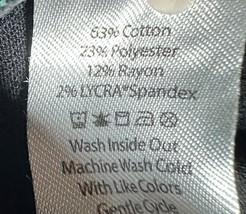 63% Cotton
23% Polyester
12% Rayon
2% LYCRA® Spandex
Wash Inside Out
Machine Wash Cold
With Like Colors
Gentle Cycle